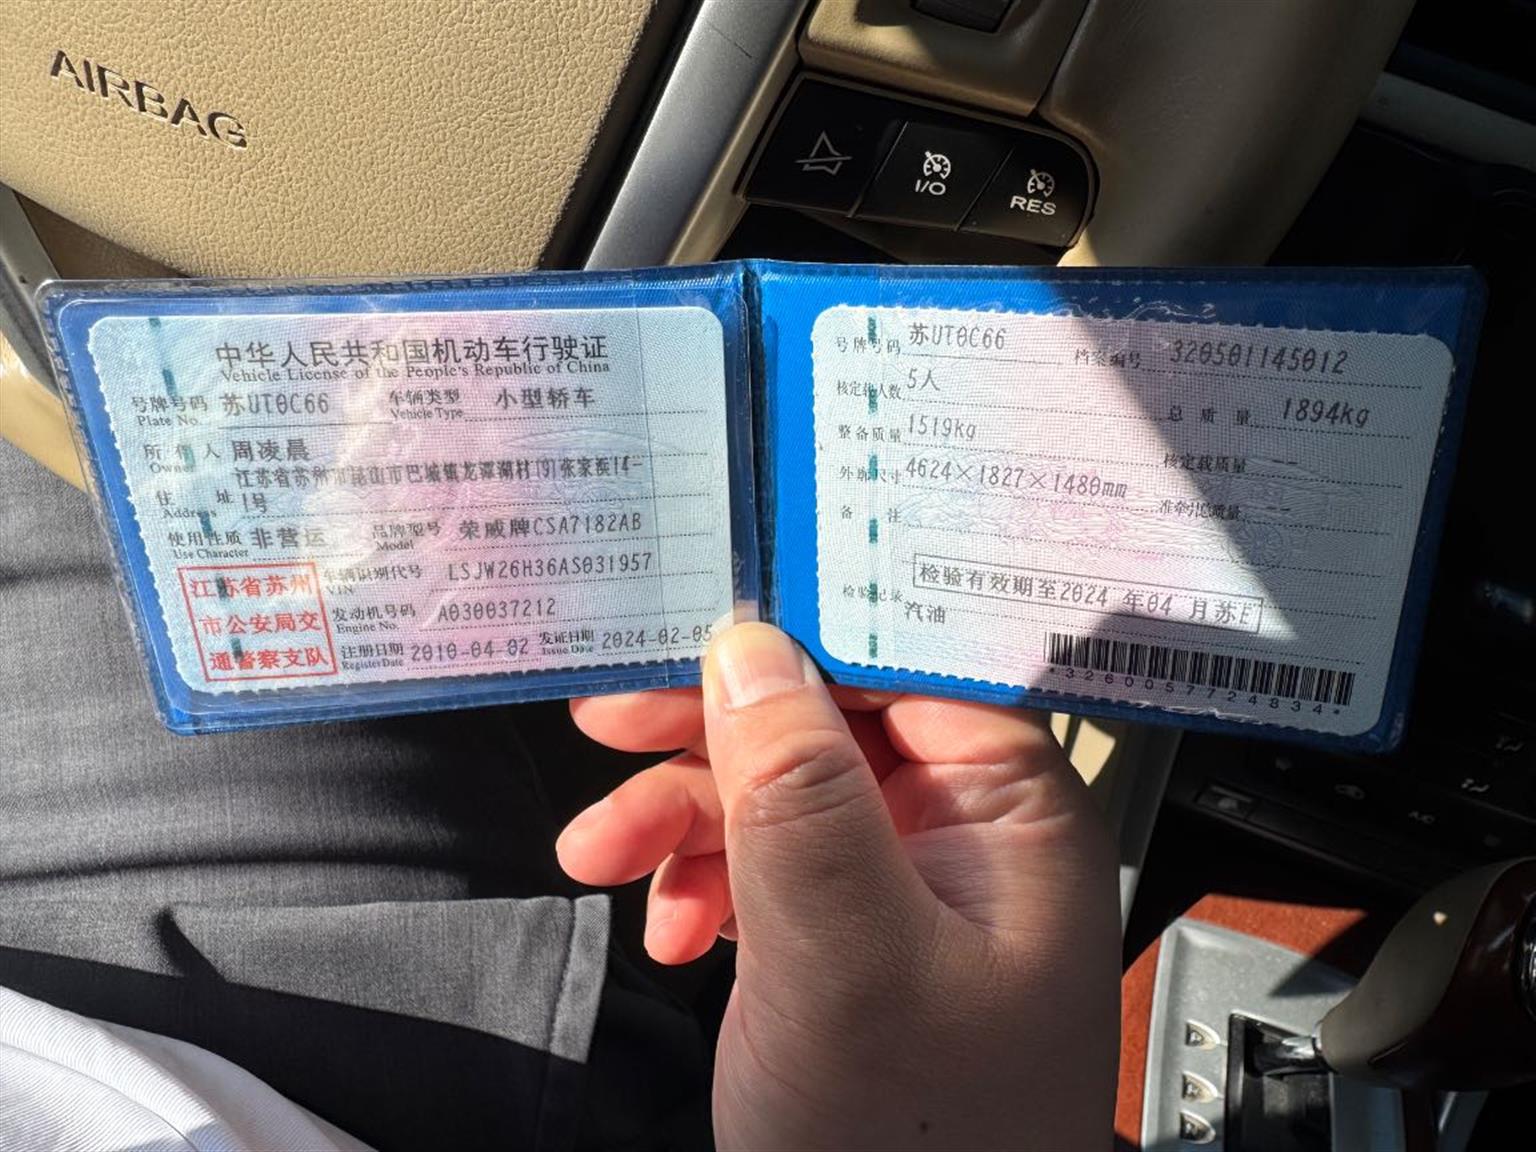 AIRBAG
I/O
RES
中华人民共和国机动车行驶证
Vehicle License of the People's Republic of China
号牌号码 苏UT0C66 车辆类型 小型轿车
Plate No. Vehicle Type
所有人 周凌晨
Owner
住址 江苏省苏州市昆山市巴城镇龙潭湖村(9)张家浜14-
1号
Address
使用性质 非营运 品牌型号 荣威牌CSA7182AB
Use Character Model
江苏省苏州
市公安局交
通警察支队
车辆识别代号 LSJW26H36AS031957
VIN
发动机号码 A030037212
Engine No.
注册日期 2010-04-02 发证日期 2024-02-05
Register Date Issue Date
号牌号码 苏UT0C66 档案编号 320501145012
核定载人数 5人 总质量 1894kg
整备质量 1519kg 核定载质量 --
外廓尺寸 4624×1827×1480mm 准牵引总质量 --
备注
检验有效期至2024年04月苏E
检验记录
汽油
*3260057724834*
A/C